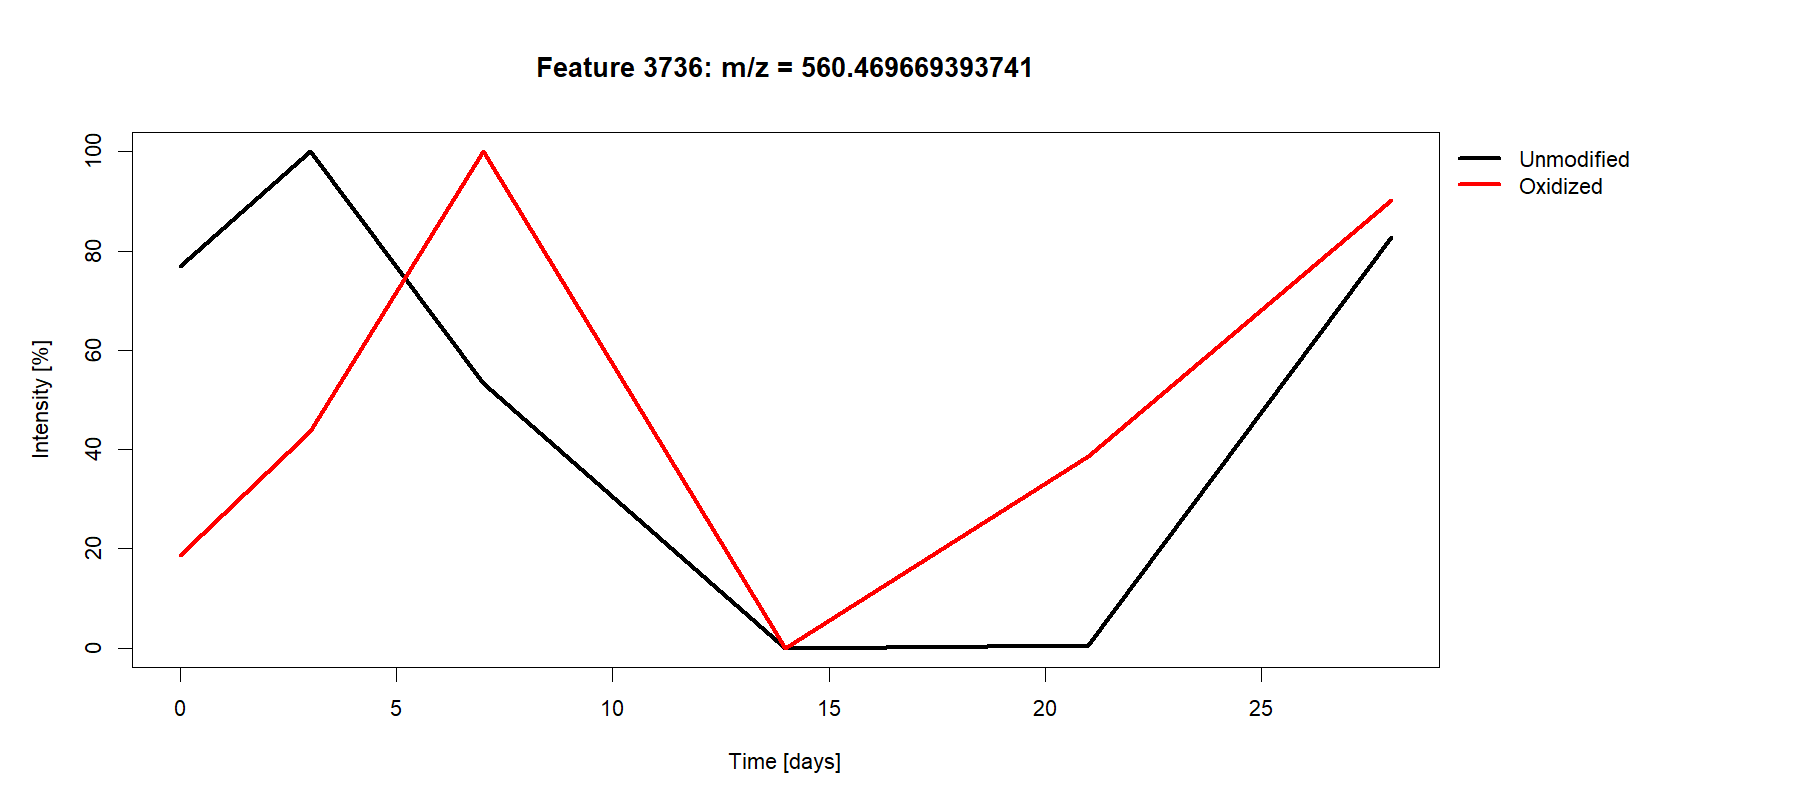 Feature 3736: m/z = 560.469669393741
Unmodified
Oxidized
Intensity [%]
100
80
60
40
20
0
0 5 10 15 20 25
Time [days]